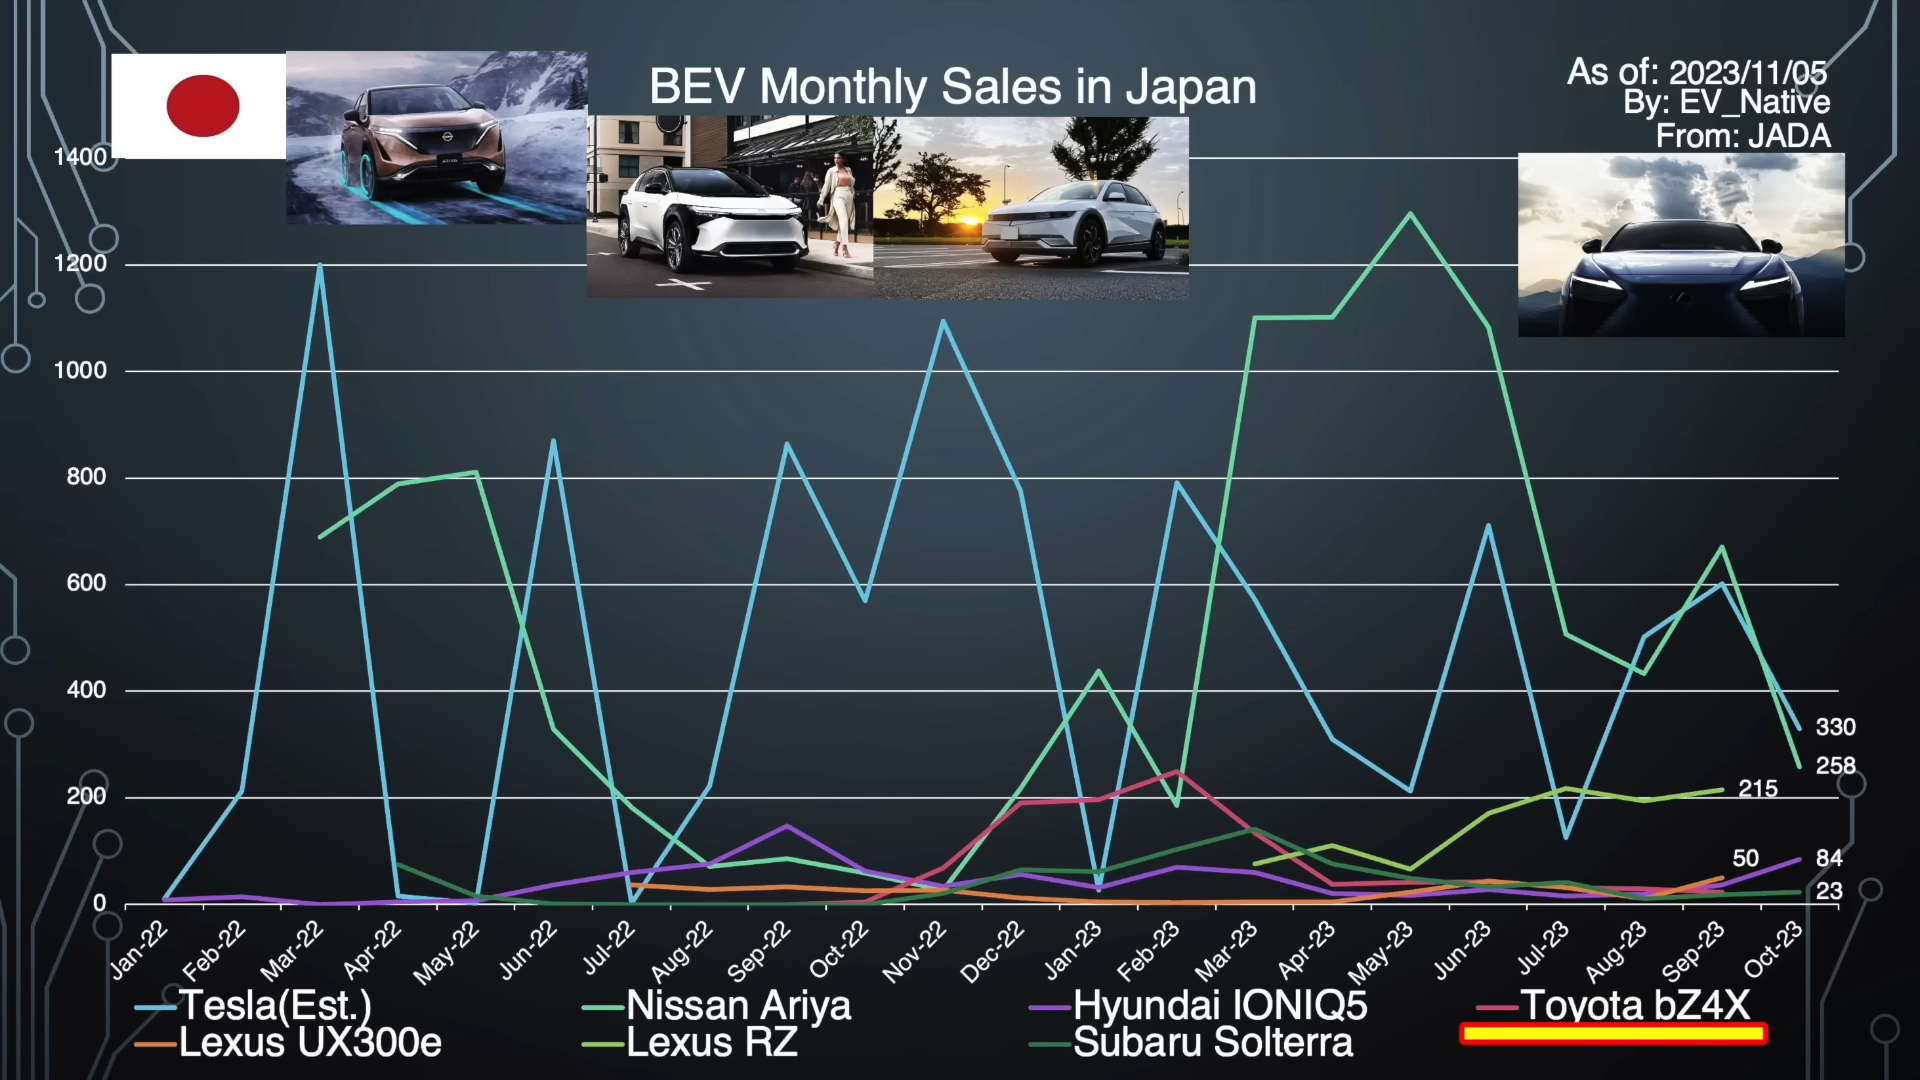 BEV Monthly Sales in Japan
As of: 2023/11/05
By: EV_Native
From: JADA
1400
1200
1000
800
600
400
200
0
330
258
215
50
84
23
Jan-22
Feb-22
Mar-22
Apr-22
May-22
Jun-22
Jul-22
Aug-22
Sep-22
Oct-22
Nov-22
Dec-22
Jan-23
Feb-23
Mar-23
Apr-23
May-23
Jun-23
Jul-23
Aug-23
Sep-23
Oct-23
Tesla(Est.)
Nissan Ariya
Hyundai IONIQ5
Toyota bZ4X
Lexus UX300e
Lexus RZ
Subaru Solterra